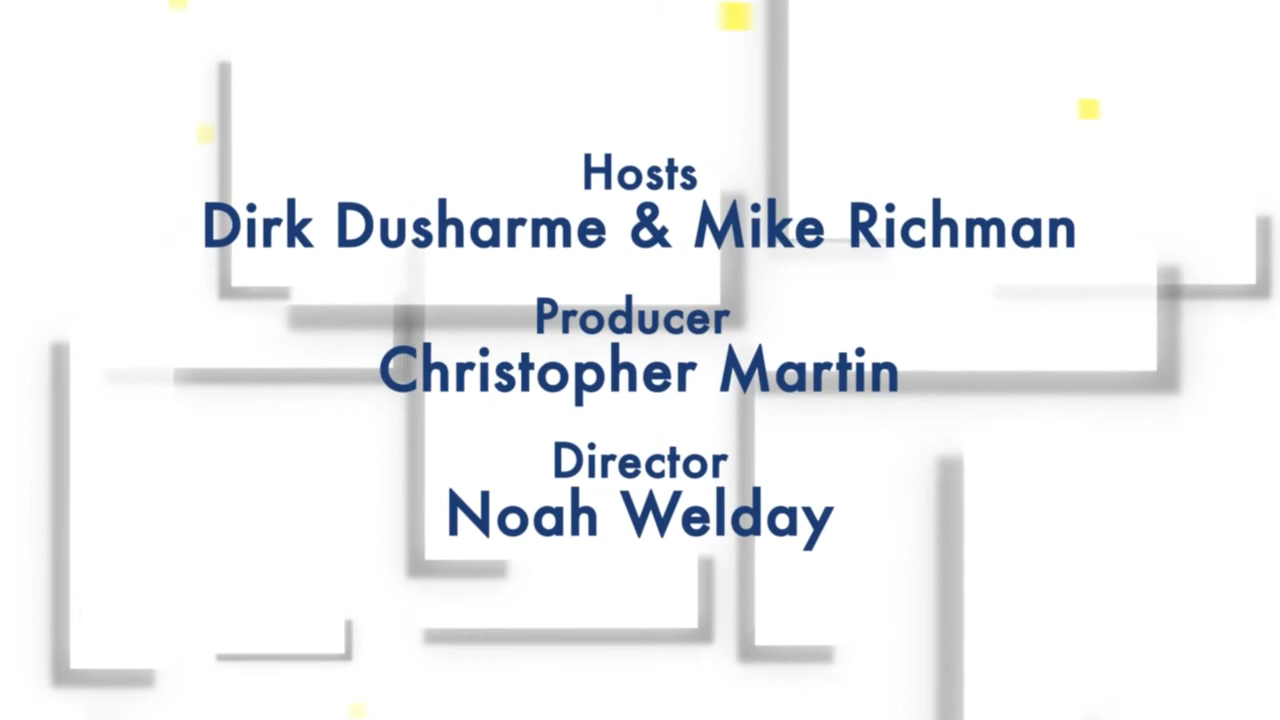 Hosts
Dirk Dusharme & Mike Richman
Producer
Christopher Martin
Director
Noah Welday